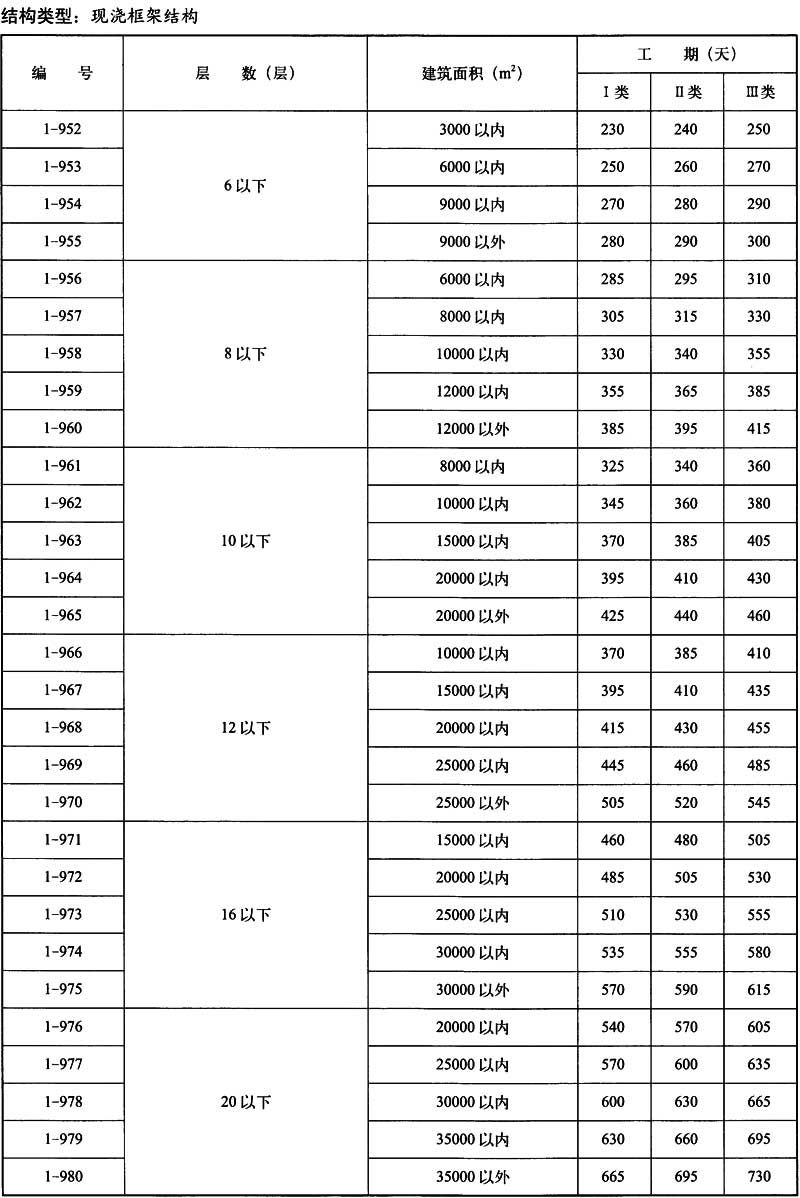 结构类型：现浇框架结构
编 号 层 数（层） 建筑面积（m²） 工 期（天）
Ⅰ类 Ⅱ类 Ⅲ类
1-952 6以下 3000以内 230 240 250
1-953 6000以内 250 260 270
1-954 9000以内 270 280 290
1-955 9000以外 280 290 300
1-956 8以下 6000以内 285 295 310
1-957 8000以内 305 315 330
1-958 10000以内 330 340 355
1-959 12000以内 355 365 385
1-960 12000以外 385 395 415
1-961 10以下 8000以内 325 340 360
1-962 10000以内 345 360 380
1-963 15000以内 370 385 405
1-964 20000以内 395 410 430
1-965 20000以外 425 440 460
1-966 12以下 10000以内 370 385 410
1-967 15000以内 395 410 435
1-968 20000以内 415 430 455
1-969 25000以内 445 460 485
1-970 25000以外 505 520 545
1-971 16以下 15000以内 460 480 505
1-972 20000以内 485 505 530
1-973 25000以内 510 530 555
1-974 30000以内 535 555 580
1-975 30000以外 570 590 615
1-976 20以下 20000以内 540 570 605
1-977 25000以内 570 600 635
1-978 30000以内 600 630 665
1-979 35000以内 630 660 695
1-980 35000以外 665 695 730